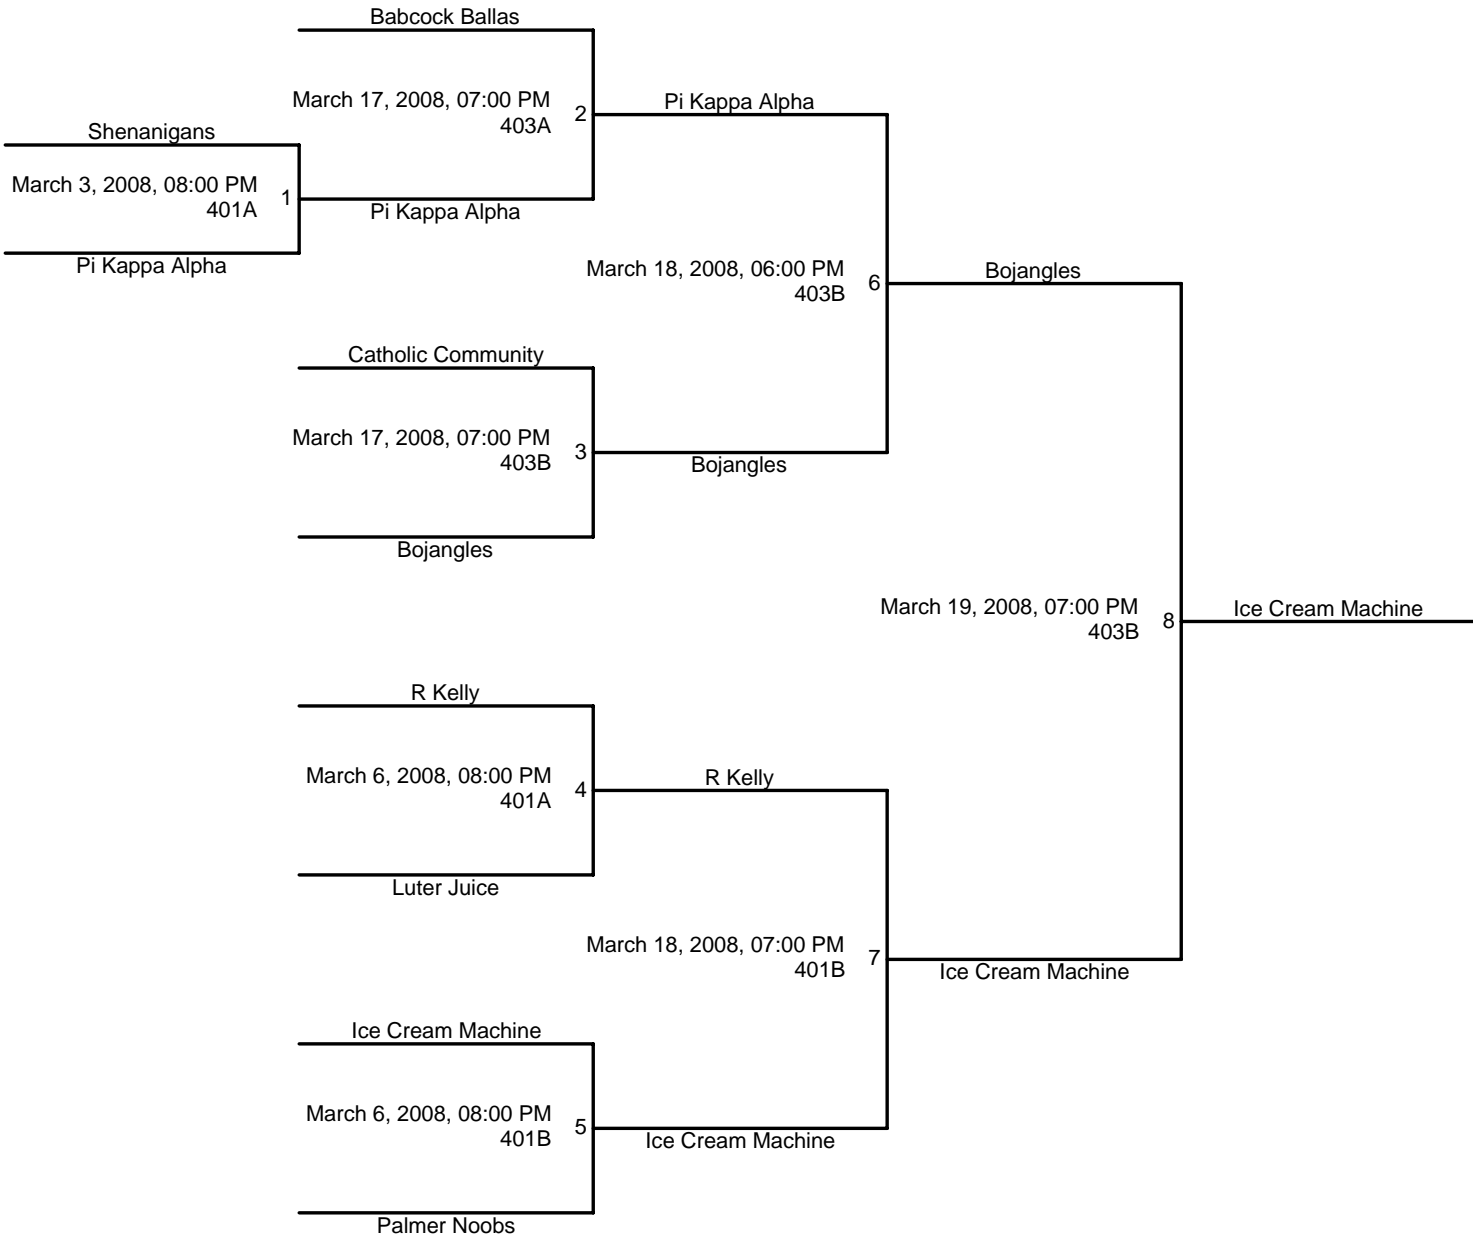 Babcock Ballas
March 17, 2008, 07:00 PM
403A
2
Pi Kappa Alpha
Shenanigans
March 3, 2008, 08:00 PM
401A
1
Pi Kappa Alpha
Pi Kappa Alpha
March 18, 2008, 06:00 PM
403B
6
Bojangles
Catholic Community
March 17, 2008, 07:00 PM
403B
3
Bojangles
Bojangles
March 19, 2008, 07:00 PM
403B
8
Ice Cream Machine
R Kelly
March 6, 2008, 08:00 PM
401A
4
R Kelly
Luter Juice
March 18, 2008, 07:00 PM
401B
7
Ice Cream Machine
Ice Cream Machine
March 6, 2008, 08:00 PM
401B
5
Ice Cream Machine
Palmer Noobs